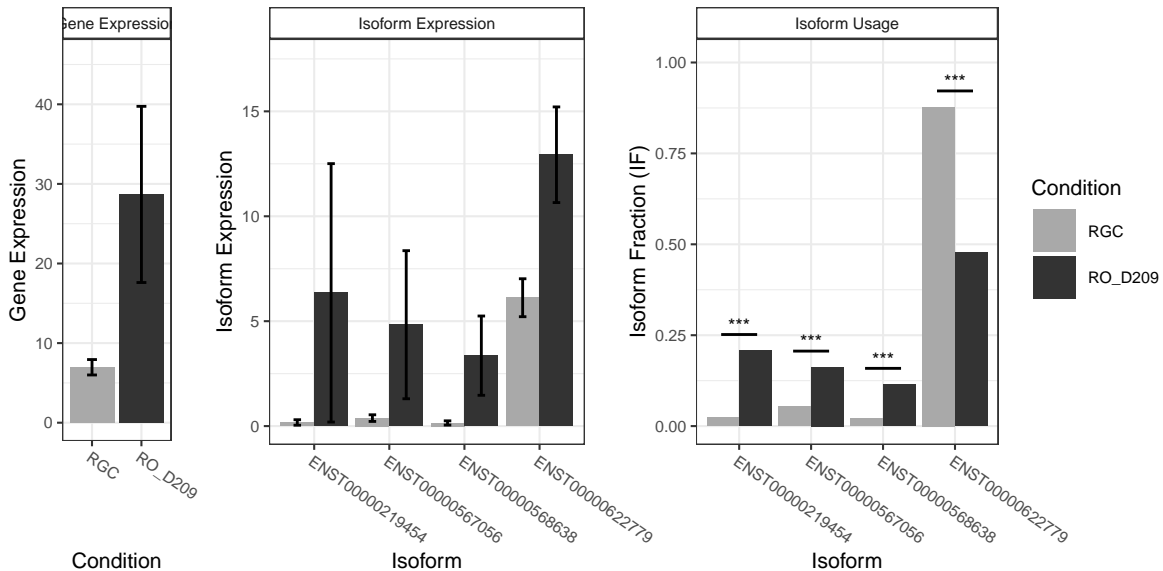 Gene Expression
Isoform Expression
Isoform Usage
Gene Expression
0
10
20
30
40
RGC
RO_D209
Condition
Isoform Expression
0
5
10
15
ENST00000219454
ENST00000567056
ENST00000568638
ENST00000622779
Isoform
Isoform Fraction (IF)
0.00
0.25
0.50
0.75
1.00
***
***
***
***
ENST00000219454
ENST00000567056
ENST00000568638
ENST00000622779
Isoform
Condition
RGC
RO_D209